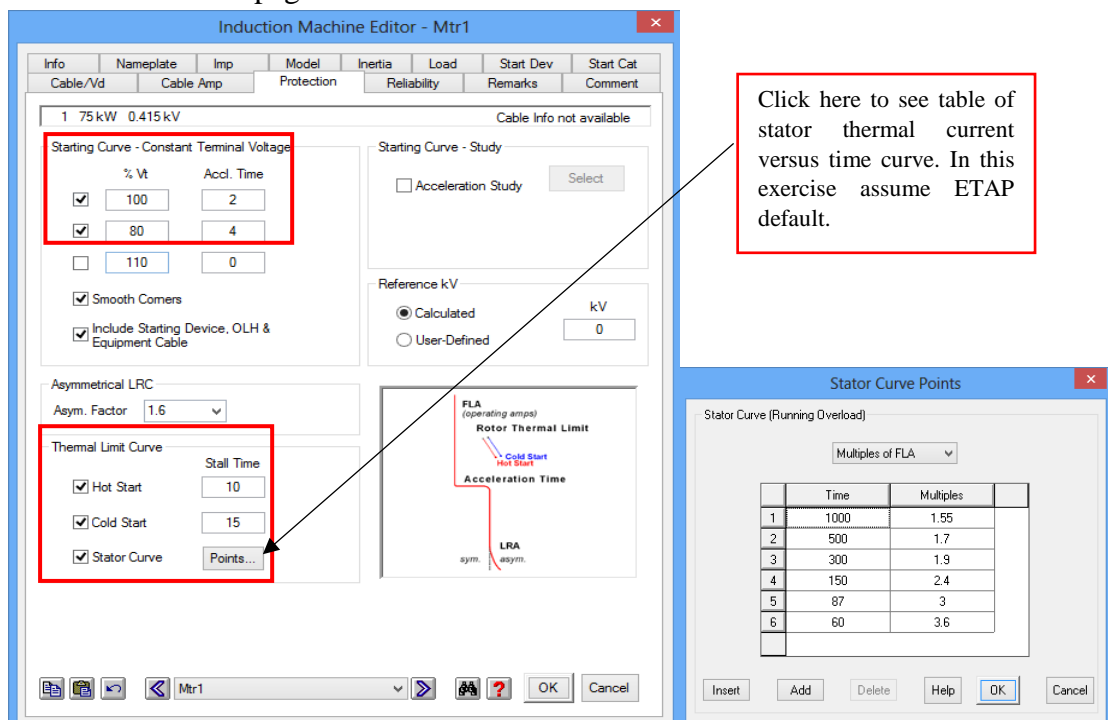 page
Induction Machine Editor - Mtr1
Info Nameplate Imp Model Inertia Load Start Dev Start Cat
Cable/Vd Cable Amp Protection Reliability Remarks Comment
1 75 kW 0.415 kV Cable Info not available
Starting Curve - Constant Terminal Voltage
% Vt Accl. Time
100 2
80 4
110 0
Smooth Corners
Include Starting Device, OLH &
Equipment Cable
Starting Curve - Study
Acceleration Study Select
Reference kV
Calculated kV
User-Defined 0
Asymmetrical LRC
Asym. Factor 1.6
Thermal Limit Curve
Stall Time
Hot Start 10
Cold Start 15
Stator Curve Points...
FLA
(operating amps)
Rotor Thermal Limit
Cold Start
Hot Start
Acceleration Time
LRA
sym. asym.
Mtr1 OK Cancel
Click here to see table of
stator thermal current
versus time curve. In this
exercise assume ETAP
default.
Stator Curve Points
Stator Curve (Running Overload)
Multiples of FLA
Time Multiples
1 1000 1.55
2 500 1.7
3 300 1.9
4 150 2.4
5 87 3
6 60 3.6
Insert Add Delete Help OK Cancel